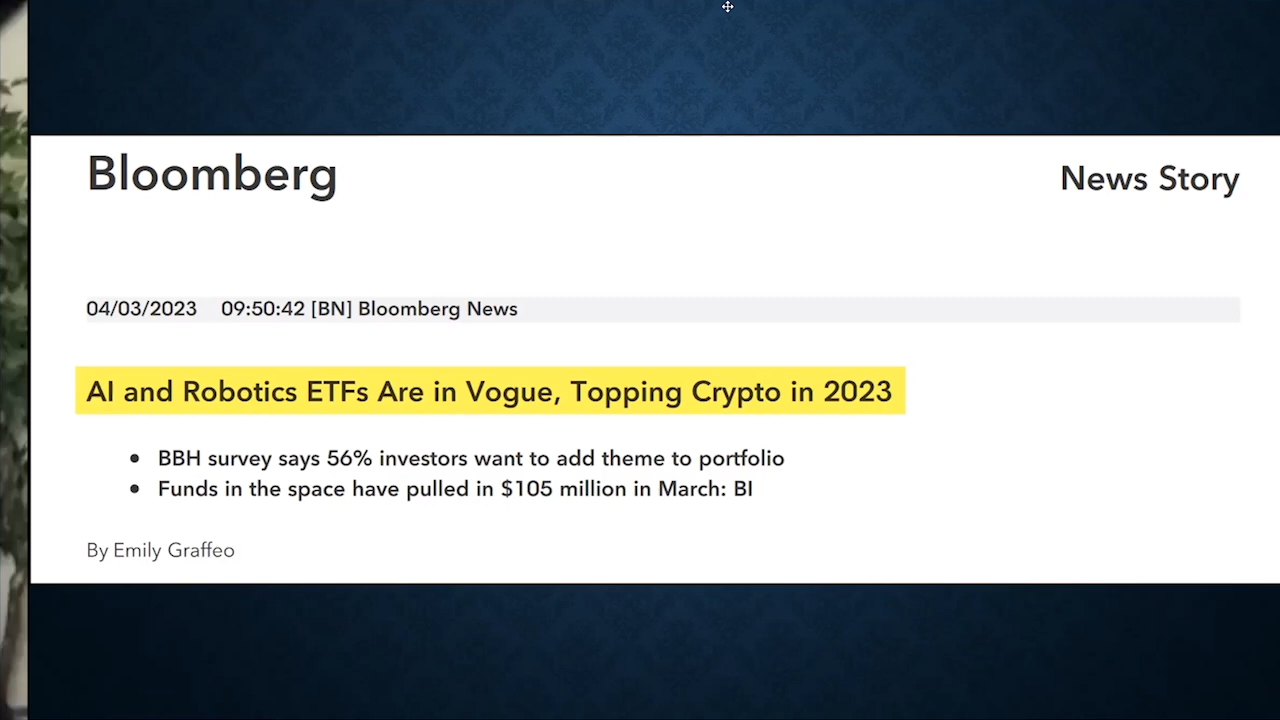 Bloomberg
News Story
04/03/2023 09:50:42 [BN] Bloomberg News
AI and Robotics ETFs Are in Vogue, Topping Crypto in 2023
• BBH survey says 56% investors want to add theme to portfolio
• Funds in the space have pulled in $105 million in March: BI
By Emily Graffeo